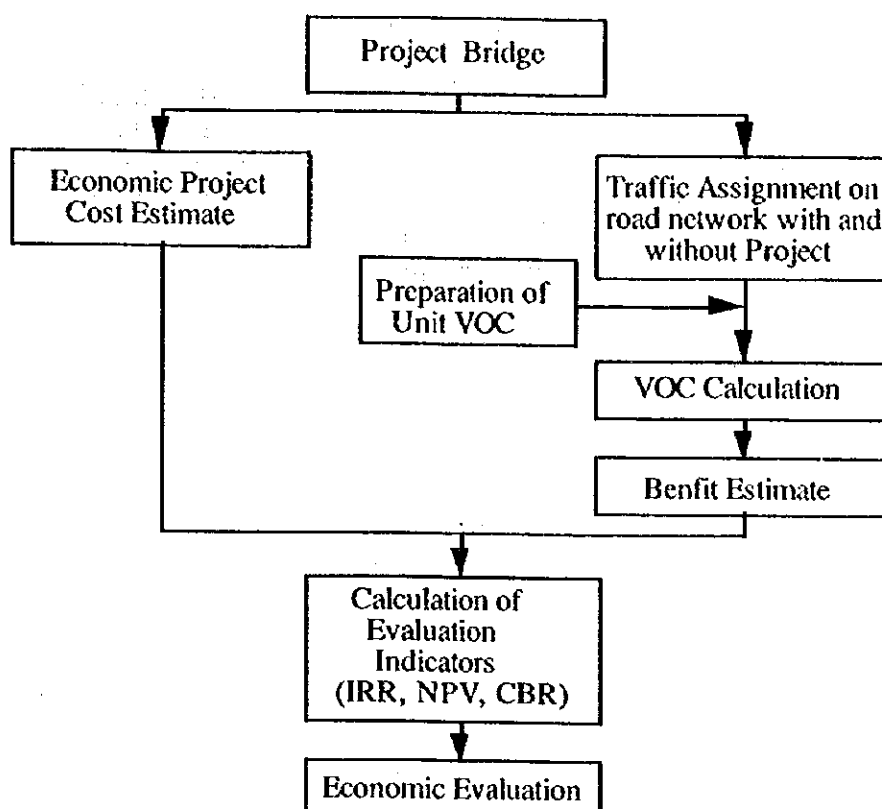 Project Bridge
Economic Project
Cost Estimate
Traffic Assignment on
road network with and
without Project
Preparation of
Unit VOC
VOC Calculation
Benfit Estimate
Calculation of
Evaluation
Indicators
(IRR, NPV, CBR)
Economic Evaluation